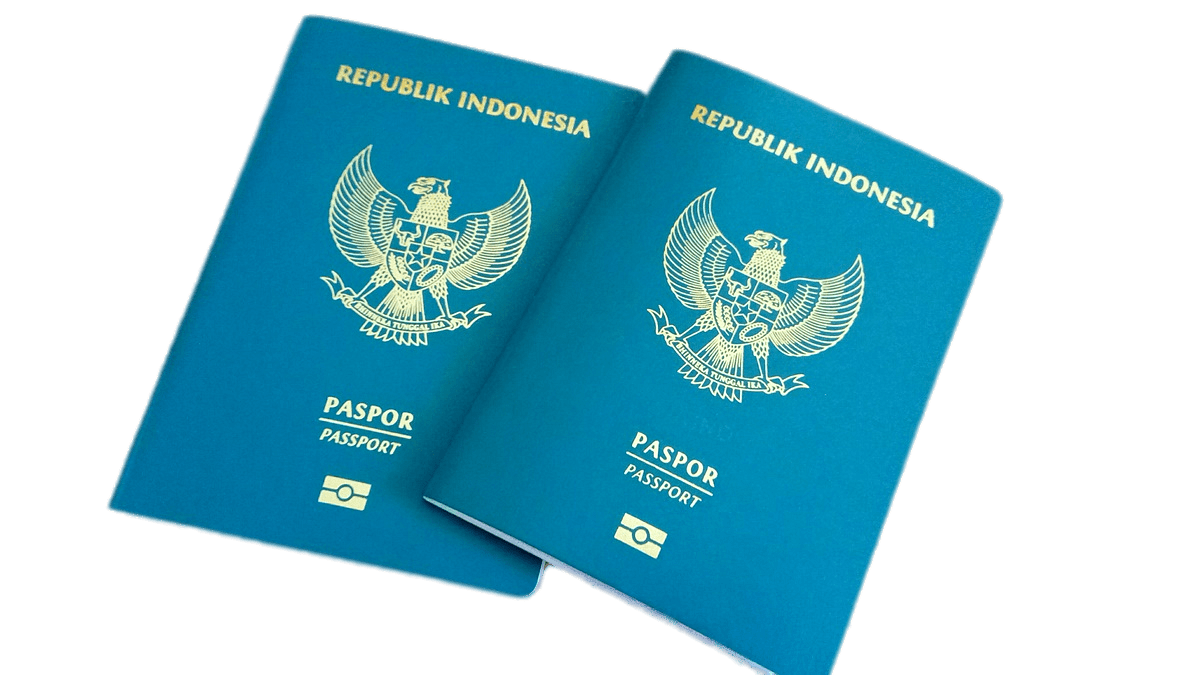 REPUBLIK INDONESIA
BHINNEKA TUNGGAL IKA
PASPOR
PASSPORT
REPUBLIK INDONESIA
BHINNEKA TUNGGAL IKA
PASPOR
PASSPORT